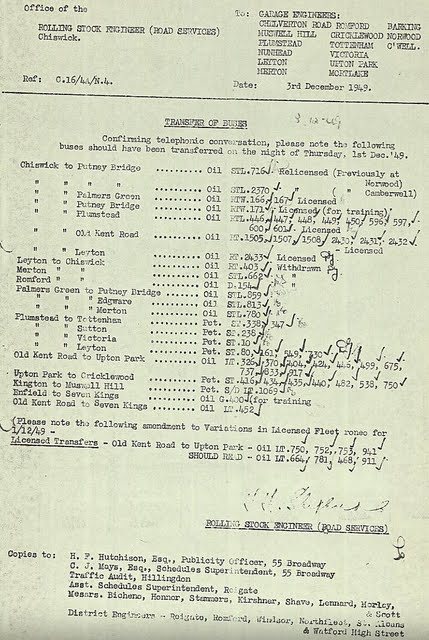 Office of the
ROLLING STOCK ENGINEER (ROAD SERVICES)
Chiswick.
To: GARAGE ENGINEERS:
CHELVERTON ROAD ROMFORD BARKING
MUSWELL HILL CRICKLEWOOD NORWOOD
PLUMSTEAD TOTTENHAM C'WELL.
NUNHEAD VICTORIA
LEYTON UPTON PARK
MERTON MORTLAKE
Ref: C.16/44/N.4.
Date: 3rd December 1949.
TRANSFER OF BUSES
Confirming telephonic conversation, please note the following
buses should have been transferred on the night of Thursday, 1st Dec. '49.
Chiswick to Putney Bridge ........ Oil STL.716 Relicensed (Previously at
Norwood)
" " " " ........ Oil STL.2370 " ( " Camberwell)
" " Palmers Green ........ Oil RTW.166, 167 Licensed
" " Putney Bridge ........ Oil RTW.171 Licensed (for training)
" " Plumstead ........ Oil RTL.446, 447, 448, 449, 450, 596, 597,
600, 601 Licensed
" " Old Kent Road ........ Oil RT.1505, 1507, 1508, 2430, 2431, 2432
- Licensed
" " Leyton ........ Oil RT.2433 Licensed
Leyton to Chiswick ........ Oil RT.403 Withdrawn
Merton " " ........ Oil STL.662 "
Romford " " ........ Oil D.154 "
Palmers Green to Putney Bridge ........ Oil STL.859
" " " Edgware ........ Oil STL.813
" " " Merton ........ Oil STL.780
Plumstead to Tottenham ........ Pet. ST.338, 347
" " Sutton ........ Pet. ST.238
" " Victoria ........ Pet. ST.10
" " Leyton ........ Pet. ST.80, 161, 549, 730
Old Kent Road to Upton Park ........ Oil LT.326, 370, 404, 424, 446, 499, 675,
737, 833, 917
Upton Park to Cricklewood ........ Pet. ST.416, 434, 435, 440, 482, 538, 750
Kington to Muswell Hill ........ Pet. S/D LT.1069
Enfield to Seven Kings ........ Oil G.400 (for training)
Old Kent Road to Seven Kings ........ Oil LT.452
(Please note the following amendment to Variations in Licensed Fleet roneo for
1/12/49 -
Licensed Transfers - Old Kent Road to Upton Park - Oil LT.750, 752, 753, 941
SHOULD READ - Oil LT.664, 781, 468, 911
ROLLING STOCK ENGINEER (ROAD SERVICES)
Copies to: H. F. Hutchison, Esq., Publicity Officer, 55 Broadway
C. J. Mays, Esq., Schedules Superintendent, 55 Broadway
Traffic Audit, Hillingdon
Asst. Schedules Superintendent, Reigate
Messrs. Bicheno, Honnor, Stammers, Kirshner, Shave, Lennard, Horley,
& Scott
District Engineers - Reigate, Romford, Windsor, Northfleet, St. Albans
& Watford High Street